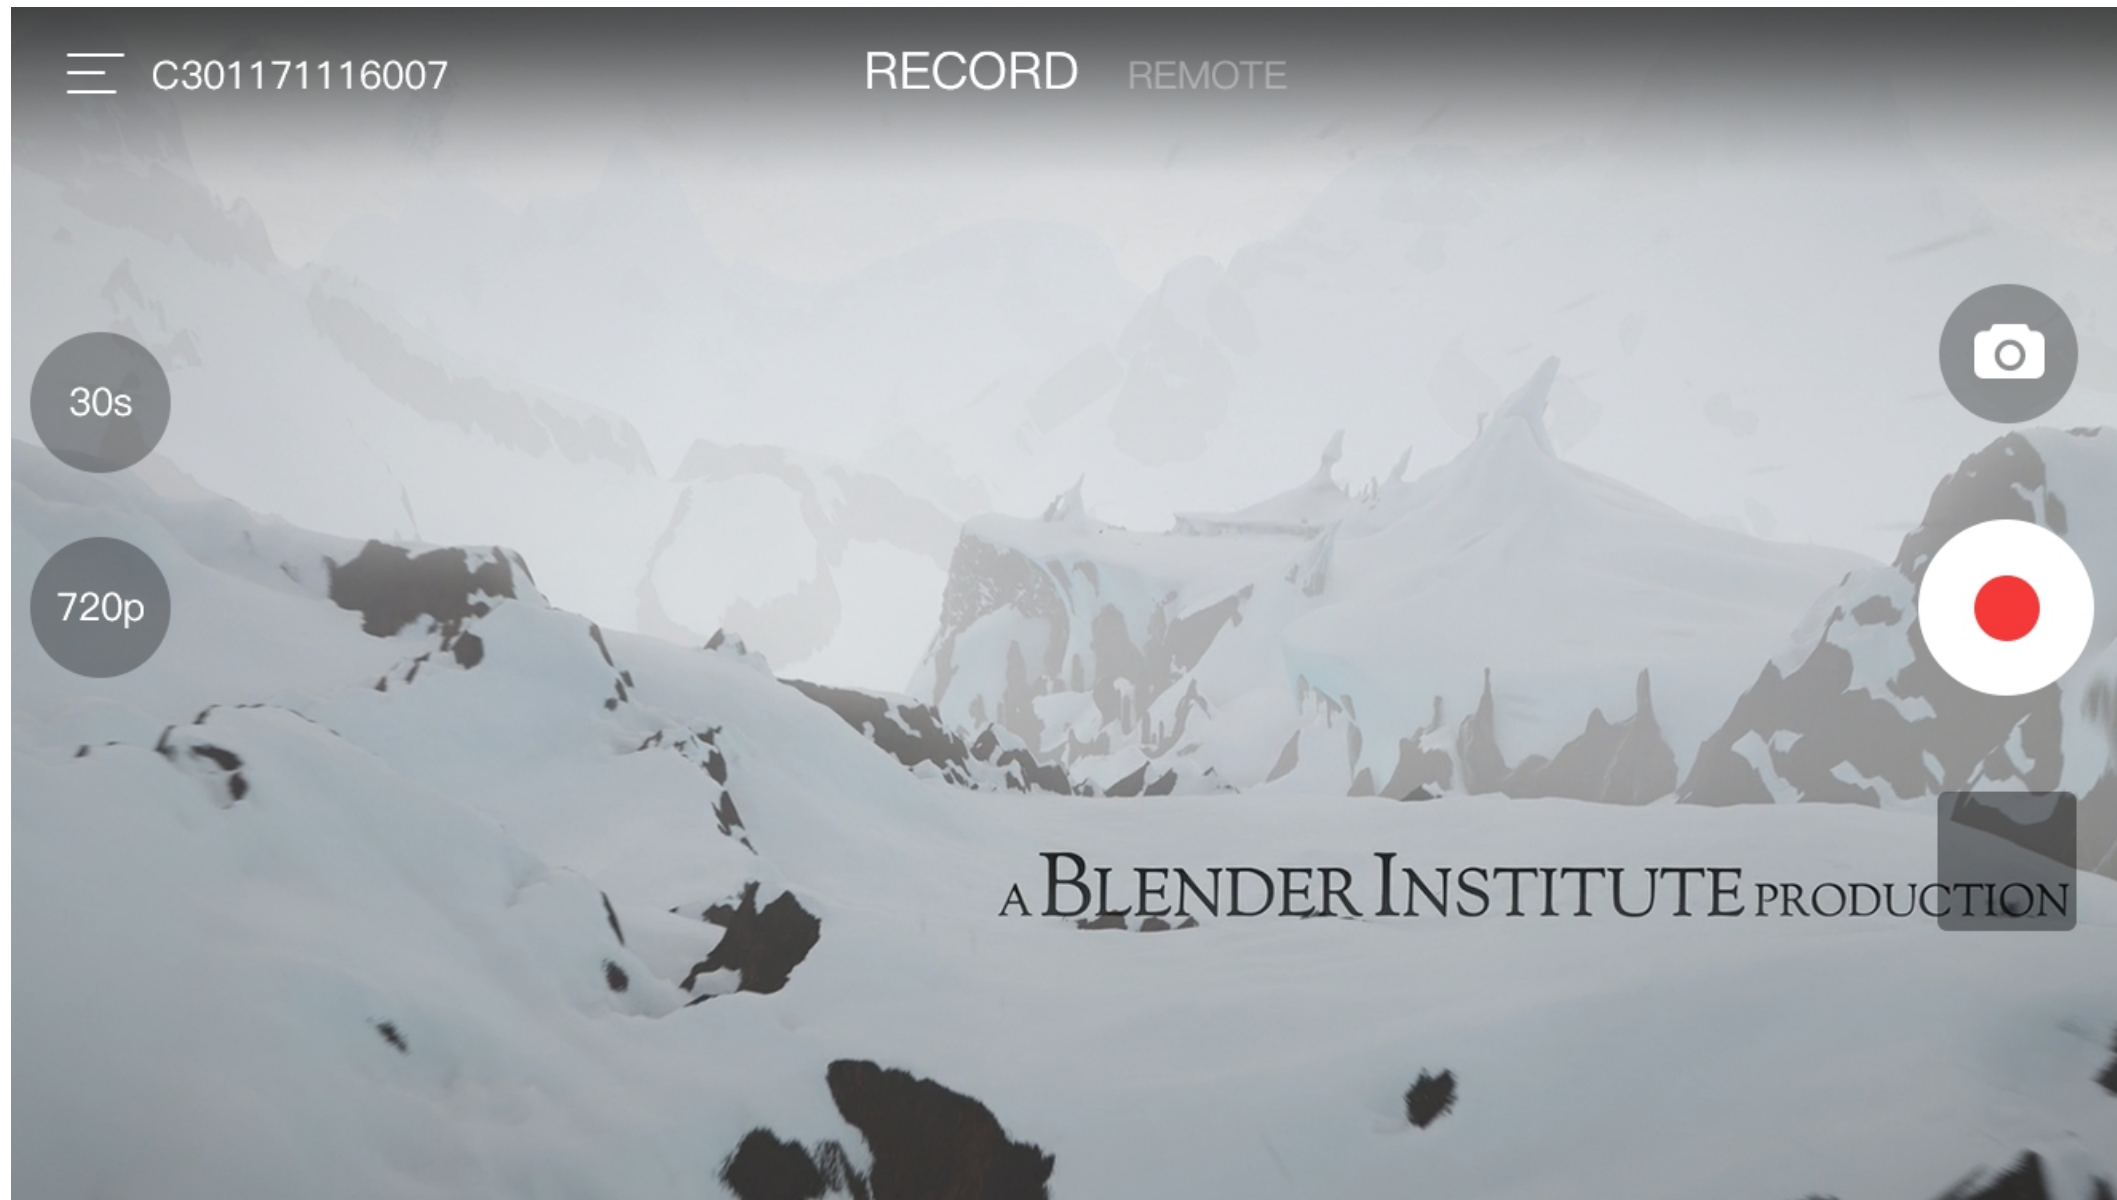 C301171116007
RECORD REMOTE
30s
720p
A BLENDER INSTITUTE PRODUCTION